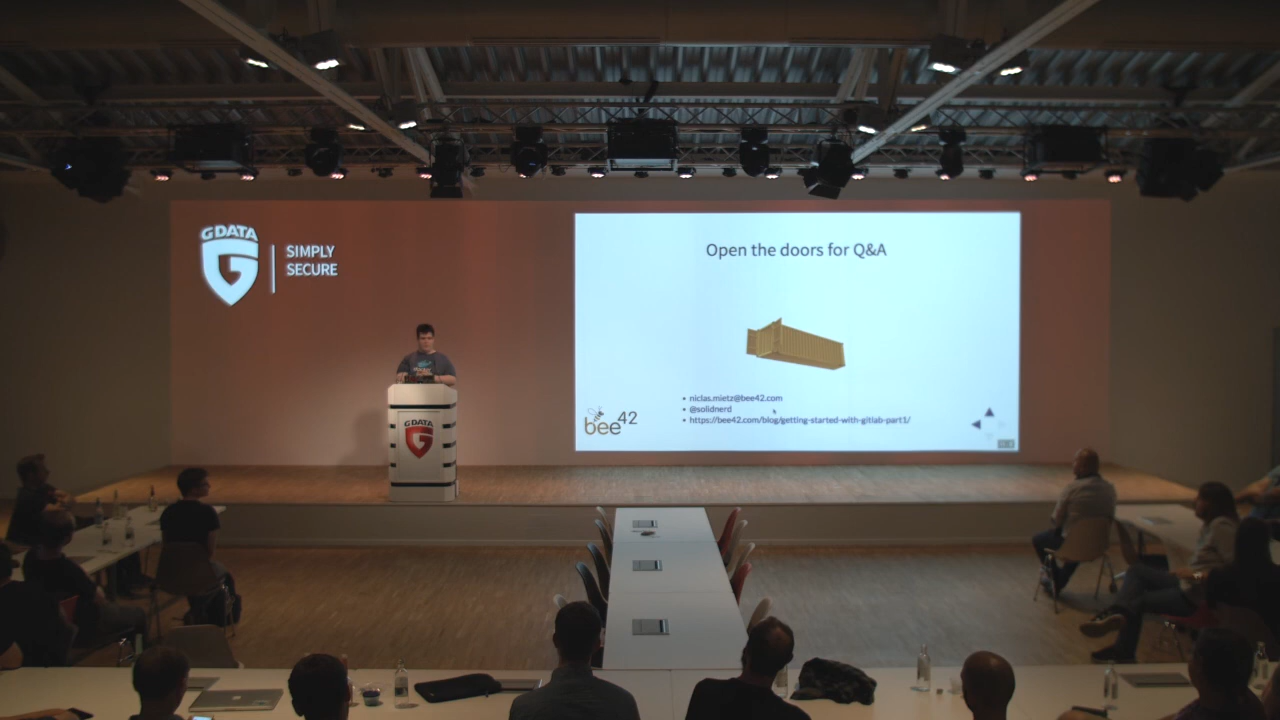 G DATA
SIMPLY
SECURE
Open the doors for Q&A
niclas.mietz@bee42.com
@solidnerd
https://bee42.com/blog/getting-started-with-gitlab-part1/
bee42
G DATA